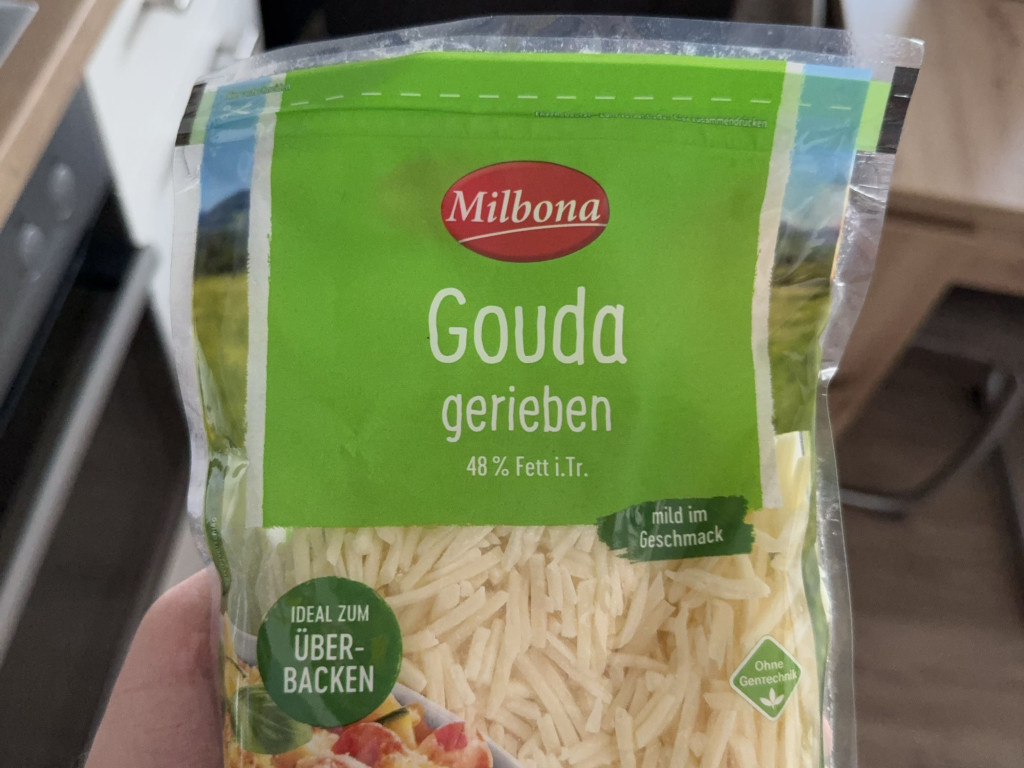 Milbona
Gouda
gerieben
48 % Fett i.Tr.
mild im
Geschmack
IDEAL ZUM
ÜBER-
BACKEN
Ohne
Gentechnik